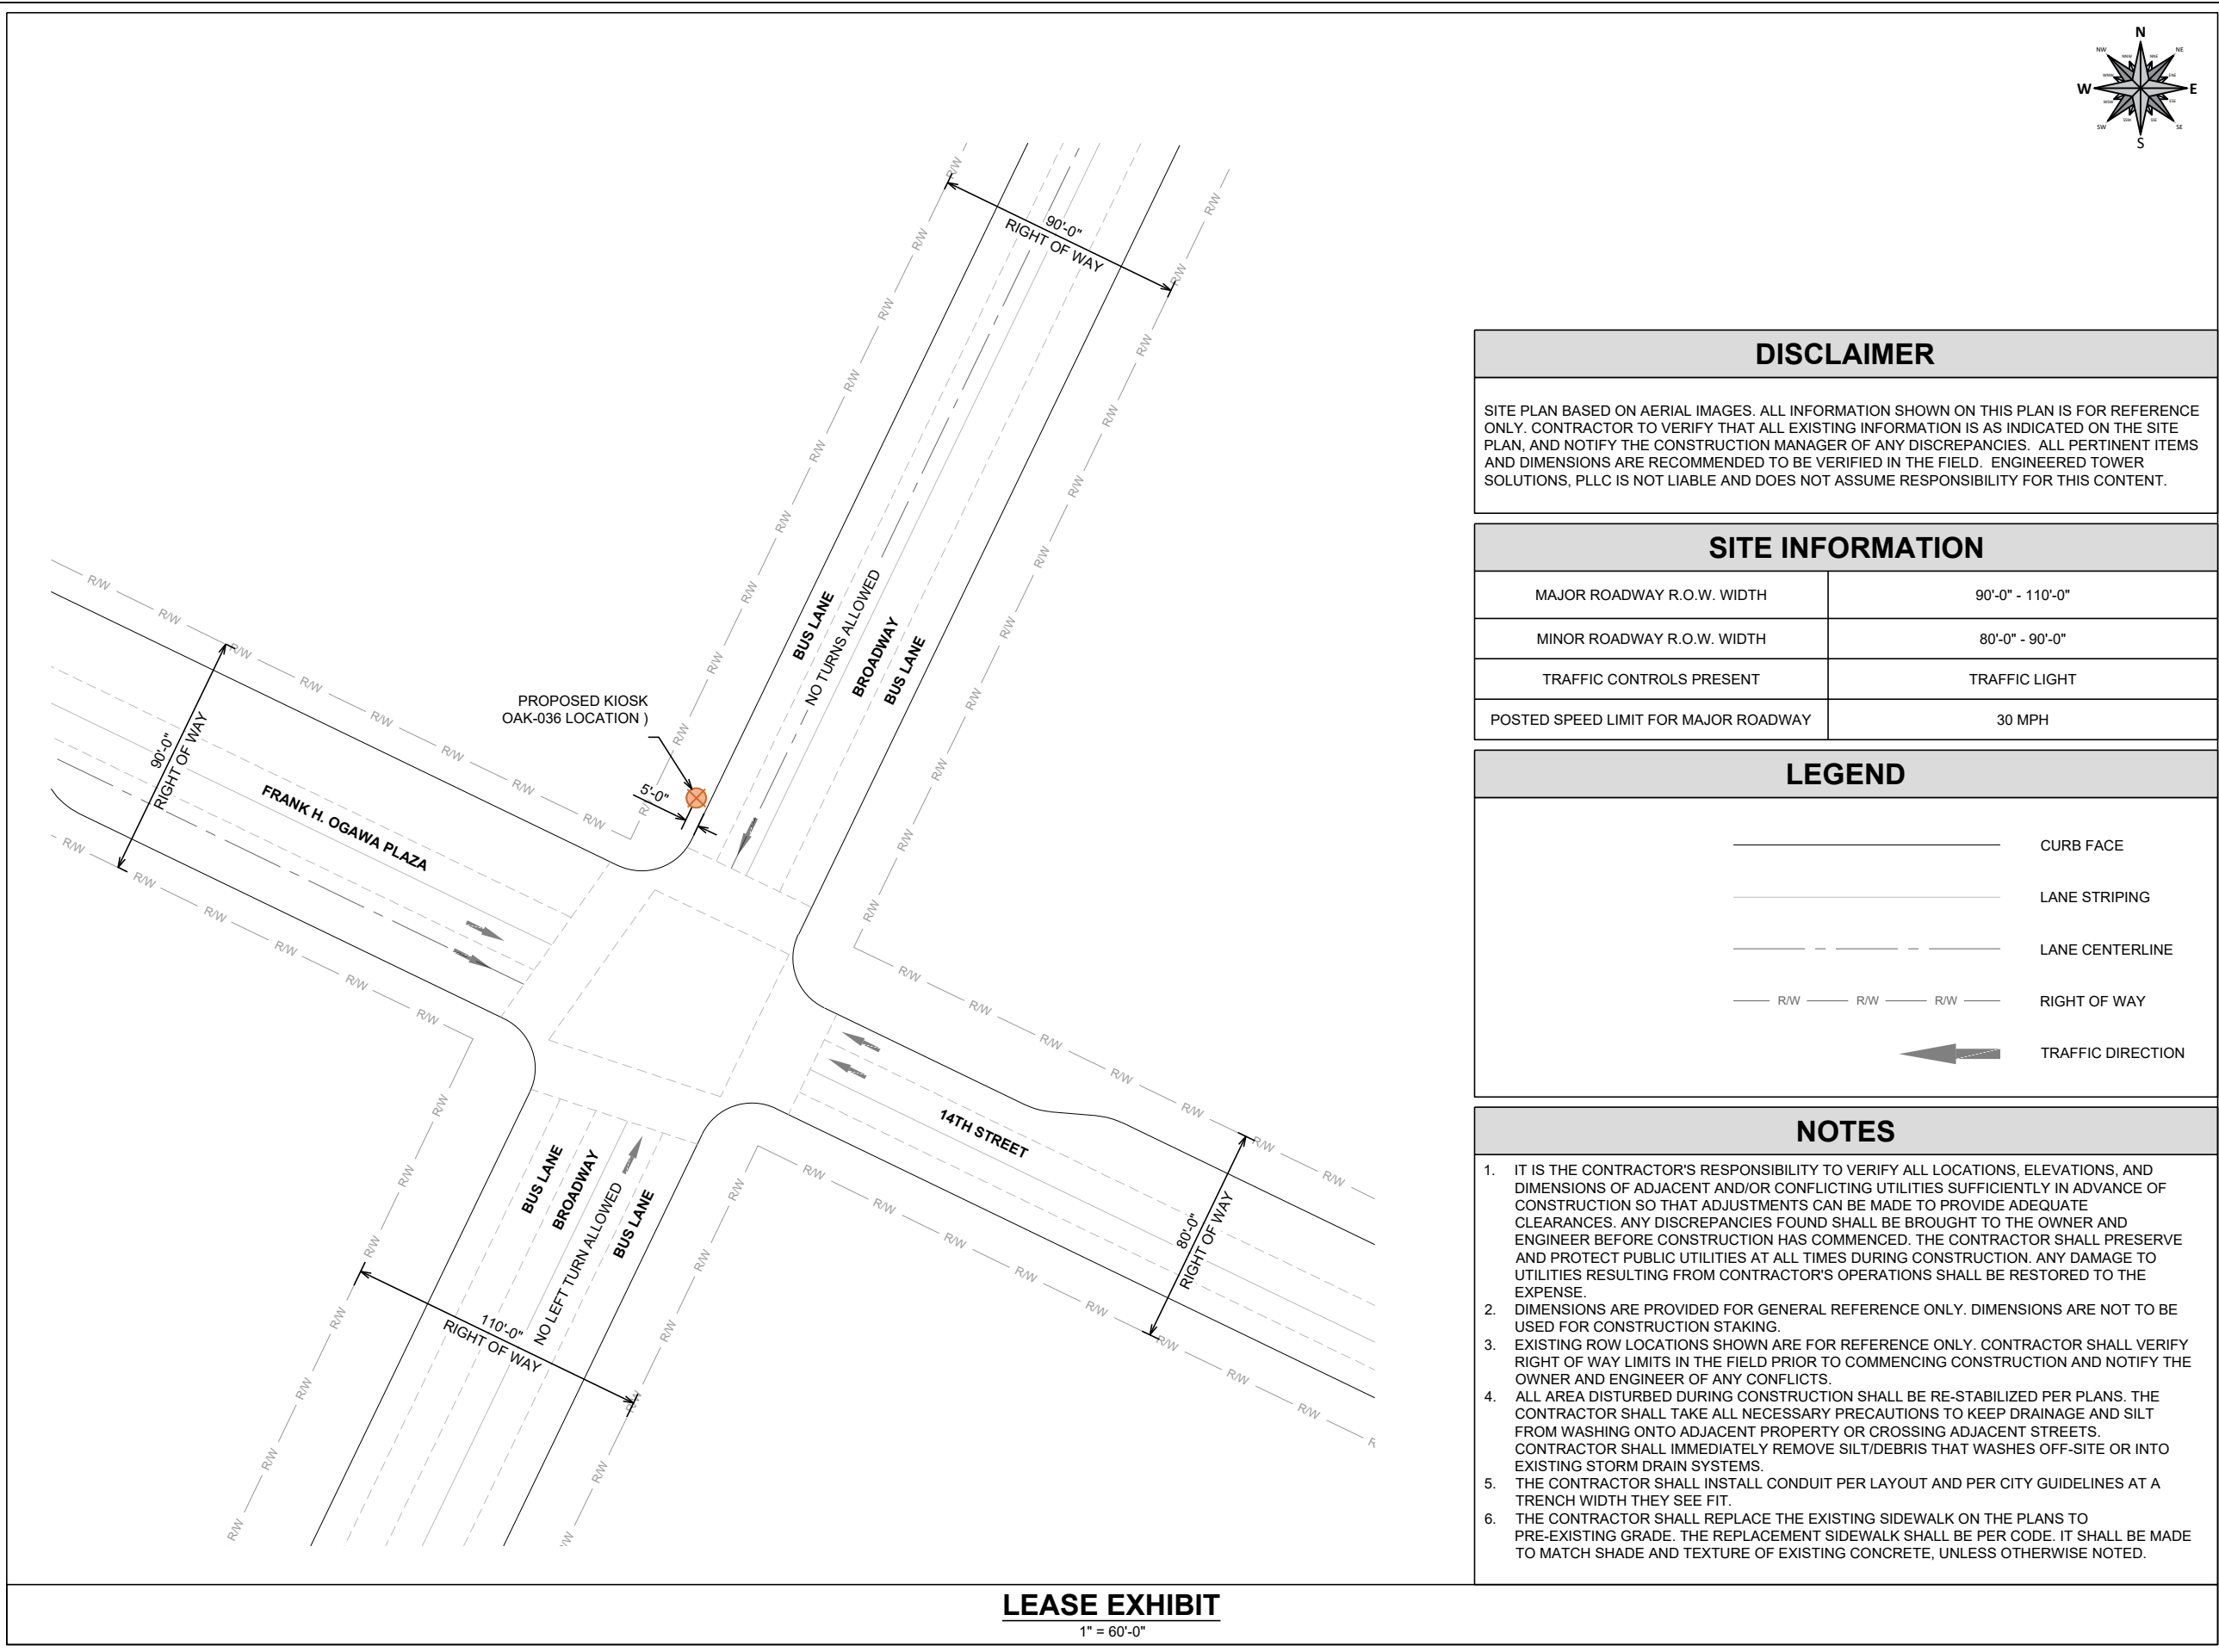 N
NW
NE
W
E
SW
SE
S
R/W
90'-0"
RIGHT OF WAY
BUS LANE
NO TURNS ALLOWED
BROADWAY
BUS LANE
PROPOSED KIOSK
OAK-036 LOCATION )
5'-0"
90'-0"
RIGHT OF WAY
FRANK H. OGAWA PLAZA
14TH STREET
80'-0"
RIGHT OF WAY
BUS LANE
BROADWAY
NO LEFT TURN ALLOWED
BUS LANE
110'-0"
RIGHT OF WAY
DISCLAIMER
SITE PLAN BASED ON AERIAL IMAGES. ALL INFORMATION SHOWN ON THIS PLAN IS FOR REFERENCE
ONLY. CONTRACTOR TO VERIFY THAT ALL EXISTING INFORMATION IS AS INDICATED ON THE SITE
PLAN, AND NOTIFY THE CONSTRUCTION MANAGER OF ANY DISCREPANCIES. ALL PERTINENT ITEMS
AND DIMENSIONS ARE RECOMMENDED TO BE VERIFIED IN THE FIELD. ENGINEERED TOWER
SOLUTIONS, PLLC IS NOT LIABLE AND DOES NOT ASSUME RESPONSIBILITY FOR THIS CONTENT.
SITE INFORMATION
MAJOR ROADWAY R.O.W. WIDTH 90'-0" - 110'-0"
MINOR ROADWAY R.O.W. WIDTH 80'-0" - 90'-0"
TRAFFIC CONTROLS PRESENT TRAFFIC LIGHT
POSTED SPEED LIMIT FOR MAJOR ROADWAY 30 MPH
LEGEND
CURB FACE
LANE STRIPING
LANE CENTERLINE
R/W R/W R/W RIGHT OF WAY
TRAFFIC DIRECTION
NOTES
1. IT IS THE CONTRACTOR'S RESPONSIBILITY TO VERIFY ALL LOCATIONS, ELEVATIONS, AND
DIMENSIONS OF ADJACENT AND/OR CONFLICTING UTILITIES SUFFICIENTLY IN ADVANCE OF
CONSTRUCTION SO THAT ADJUSTMENTS CAN BE MADE TO PROVIDE ADEQUATE
CLEARANCES. ANY DISCREPANCIES FOUND SHALL BE BROUGHT TO THE OWNER AND
ENGINEER BEFORE CONSTRUCTION HAS COMMENCED. THE CONTRACTOR SHALL PRESERVE
AND PROTECT PUBLIC UTILITIES AT ALL TIMES DURING CONSTRUCTION. ANY DAMAGE TO
UTILITIES RESULTING FROM CONTRACTOR'S OPERATIONS SHALL BE RESTORED TO THE
EXPENSE.
2. DIMENSIONS ARE PROVIDED FOR GENERAL REFERENCE ONLY. DIMENSIONS ARE NOT TO BE
USED FOR CONSTRUCTION STAKING.
3. EXISTING ROW LOCATIONS SHOWN ARE FOR REFERENCE ONLY. CONTRACTOR SHALL VERIFY
RIGHT OF WAY LIMITS IN THE FIELD PRIOR TO COMMENCING CONSTRUCTION AND NOTIFY THE
OWNER AND ENGINEER OF ANY CONFLICTS.
4. ALL AREA DISTURBED DURING CONSTRUCTION SHALL BE RE-STABILIZED PER PLANS. THE
CONTRACTOR SHALL TAKE ALL NECESSARY PRECAUTIONS TO KEEP DRAINAGE AND SILT
FROM WASHING ONTO ADJACENT PROPERTY OR CROSSING ADJACENT STREETS.
CONTRACTOR SHALL IMMEDIATELY REMOVE SILT/DEBRIS THAT WASHES OFF-SITE OR INTO
EXISTING STORM DRAIN SYSTEMS.
5. THE CONTRACTOR SHALL INSTALL CONDUIT PER LAYOUT AND PER CITY GUIDELINES AT A
TRENCH WIDTH THEY SEE FIT.
6. THE CONTRACTOR SHALL REPLACE THE EXISTING SIDEWALK ON THE PLANS TO
PRE-EXISTING GRADE. THE REPLACEMENT SIDEWALK SHALL BE PER CODE. IT SHALL BE MADE
TO MATCH SHADE AND TEXTURE OF EXISTING CONCRETE, UNLESS OTHERWISE NOTED.
LEASE EXHIBIT
1" = 60'-0"